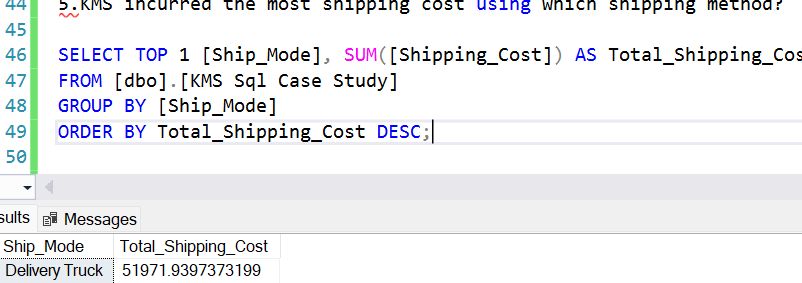 44 5.KMS incurred the most shipping cost using which shipping method?
45
46 SELECT TOP 1 [Ship_Mode], SUM([Shipping_Cost]) AS Total_Shipping_Cos
47 FROM [dbo].[KMS Sql Case Study]
48 GROUP BY [Ship_Mode]
49 ORDER BY Total_Shipping_Cost DESC;
50
sults Messages
Ship_Mode Total_Shipping_Cost
Delivery Truck 51971.9397373199